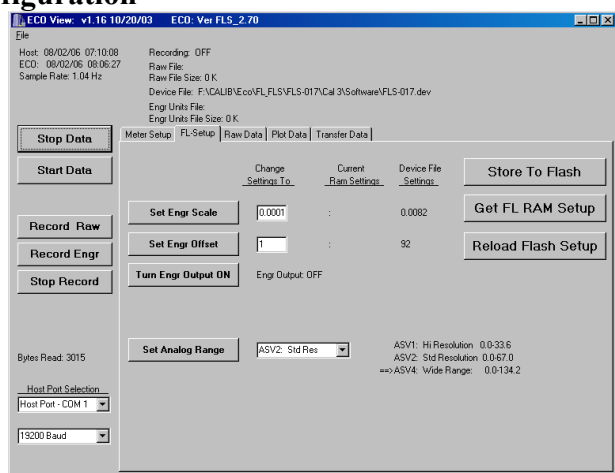 guration
ECO View: v1.16 10/20/03 ECO: Ver FLS_2.70
File
Host: 08/02/06 07:10:08
ECO: 08/02/06 08:06:27
Sample Rate: 1.04 Hz
Recording: OFF
Raw File:
Raw File Size: 0 K
Device File: F:\CALIB\Eco\FL_FLS\FLS-017\Cal 3\Software\FLS-017.dev
Engr Units File:
Engr Units File Size: 0 K
Stop Data
Start Data
Record Raw
Record Engr
Stop Record
Bytes Read: 3015
Host Port Selection
Host Port - COM 1
19200 Baud
Meter Setup FL-Setup Raw Data Plot Data Transfer Data
Change Settings To Current Ram Settings Device File Settings
Set Engr Scale 0.0001 : 0.0082
Set Engr Offset 1 : 92
Turn Engr Output ON Engr Output: OFF
Set Analog Range ASV2: Std Res
ASV1: Hi Resolution 0.0-33.6
ASV2: Std Resolution 0.0-67.0
==> ASV4: Wide Range: 0.0-134.2
Store To Flash
Get FL RAM Setup
Reload Flash Setup